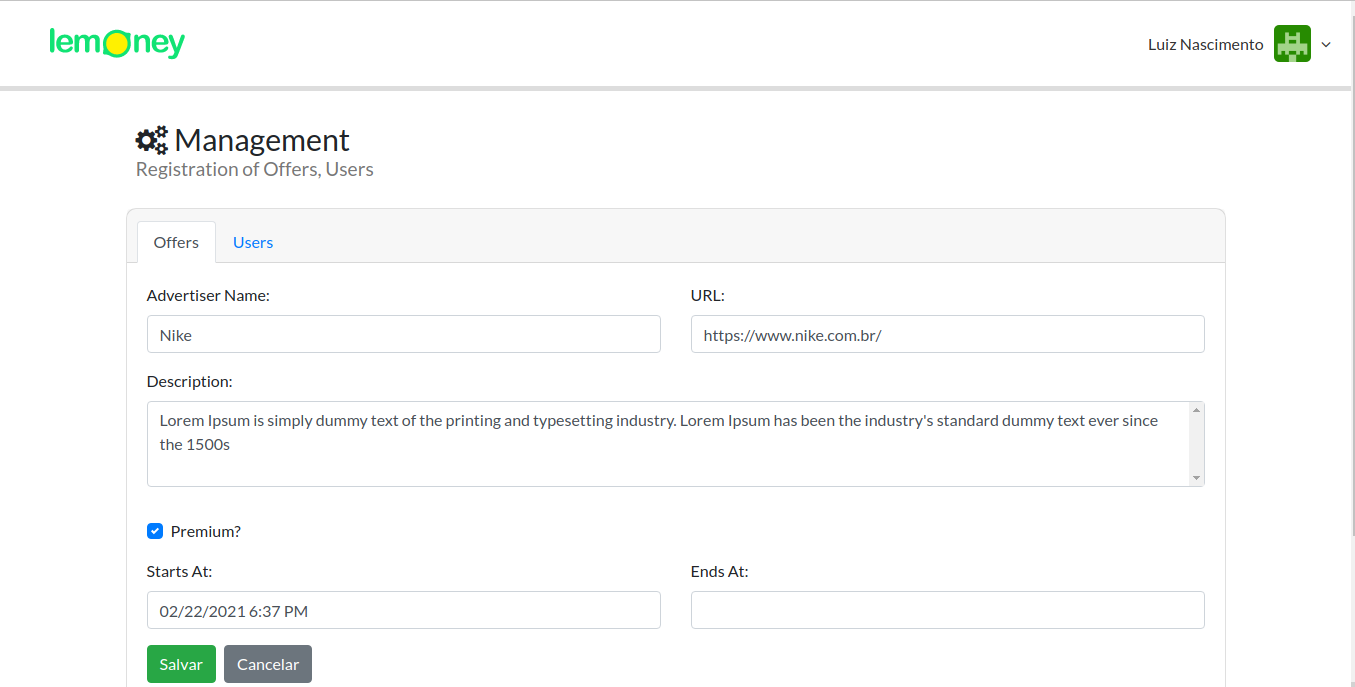 lemoney
Luiz Nascimento
Management
Registration of Offers, Users
Offers Users
Advertiser Name: URL:
Nike https://www.nike.com.br/
Description:
Lorem Ipsum is simply dummy text of the printing and typesetting industry. Lorem Ipsum has been the industry's standard dummy text ever since
the 1500s
Premium?
Starts At: Ends At:
02/22/2021 6:37 PM
Salvar Cancelar